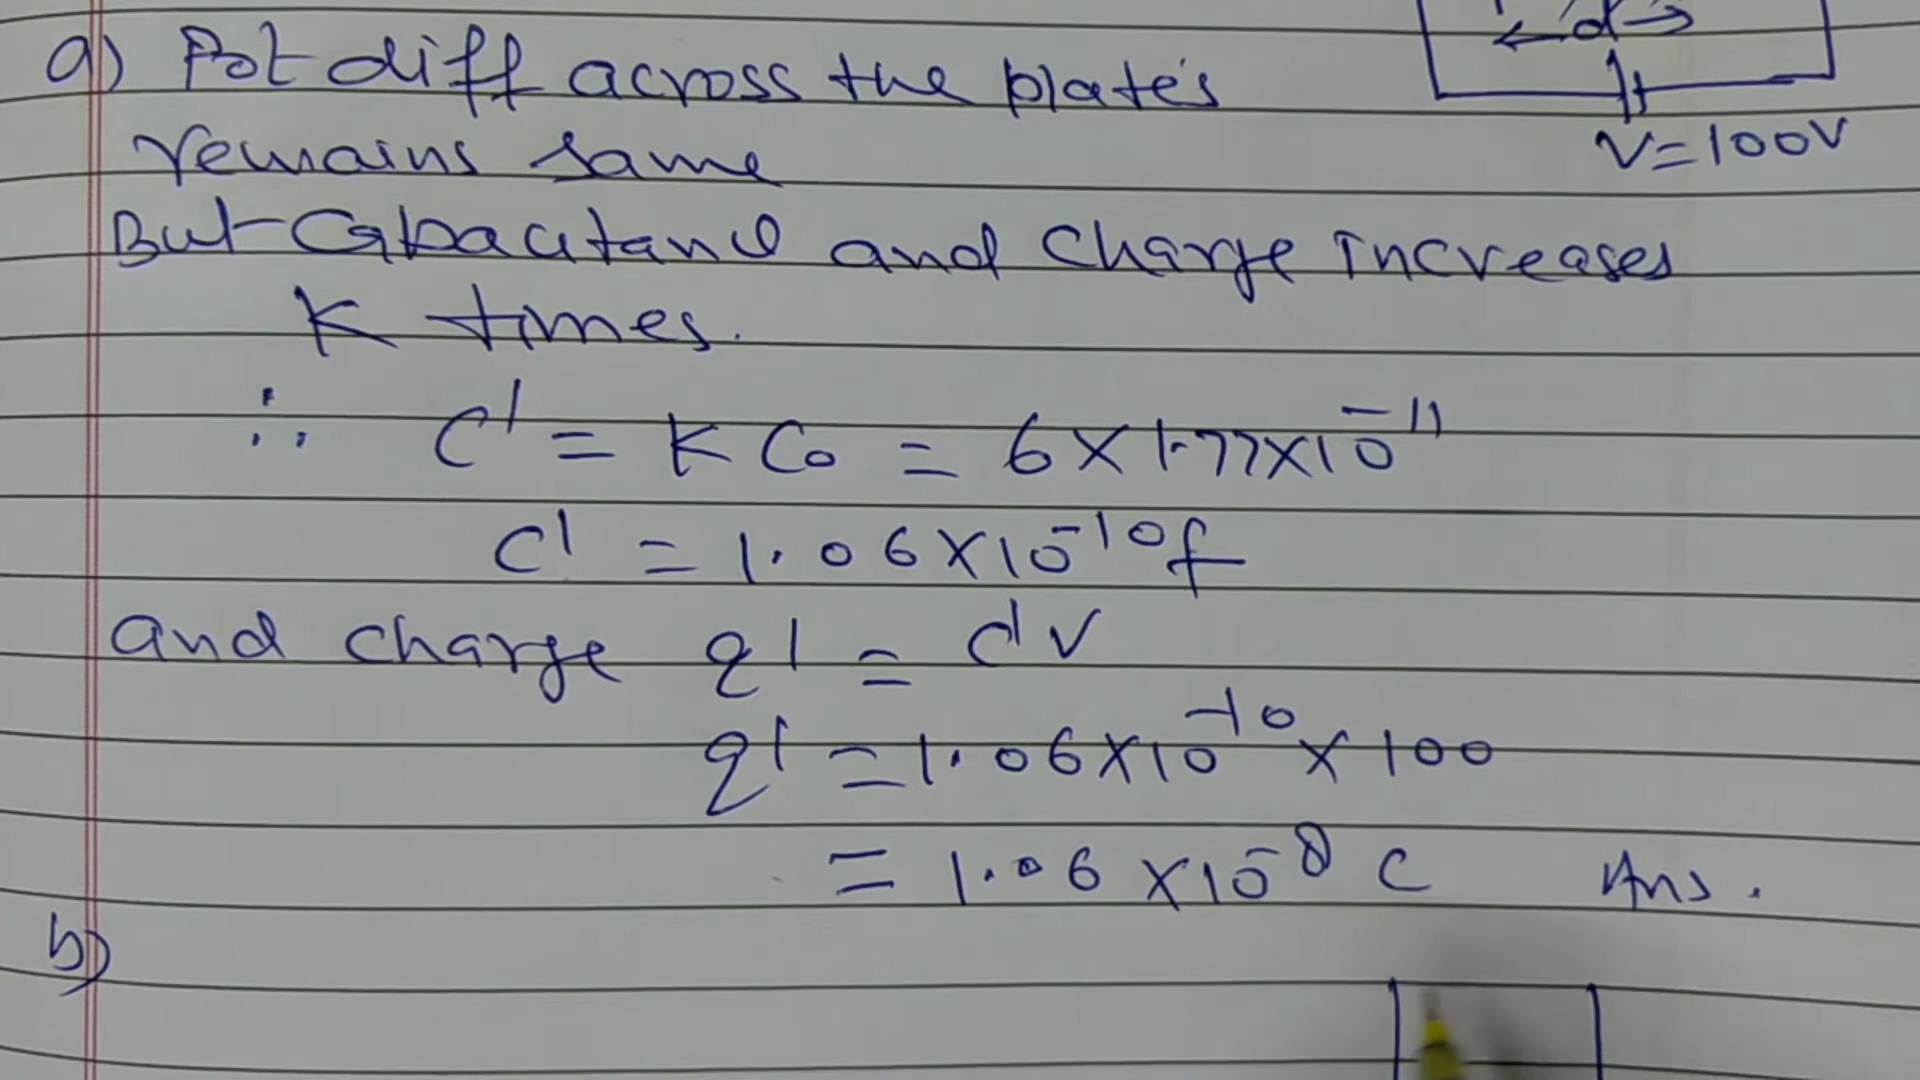 a) Pot diff across the plates
← d →
V=100V
remains same
But Capacitance and charge increases
K times.
∴ C' = K C₀ = 6×1.77×10⁻¹¹
C' = 1.06×10⁻¹⁰f
and charge q' = c'V
q' = 1.06×10⁻¹⁰×100
= 1.06×10⁻⁸ C Ans.
b)